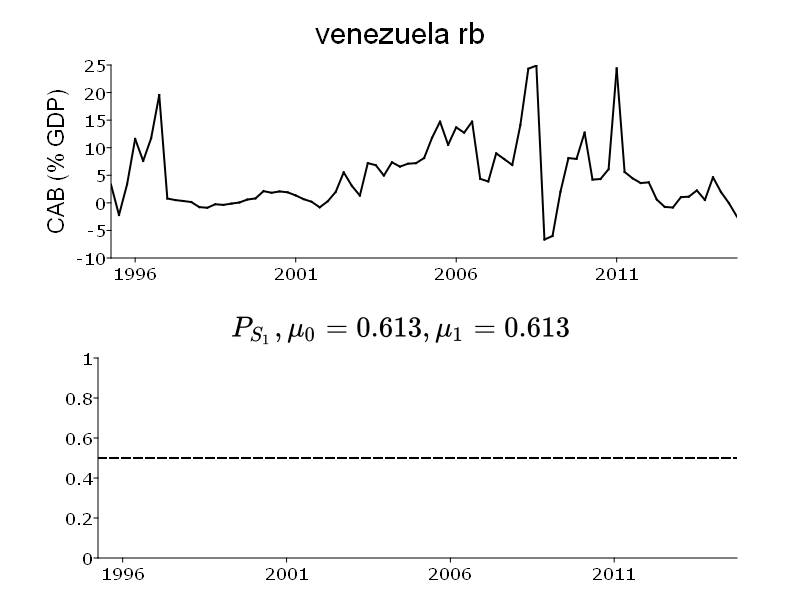 venezuela rb
CAB (% GDP)
25
20
15
10
5
0
-5
-10
1996 2001 2006 2011
P_{S_1}, μ_0 = 0.613, μ_1 = 0.613
1
0.8
0.6
0.4
0.2
0
1996 2001 2006 2011